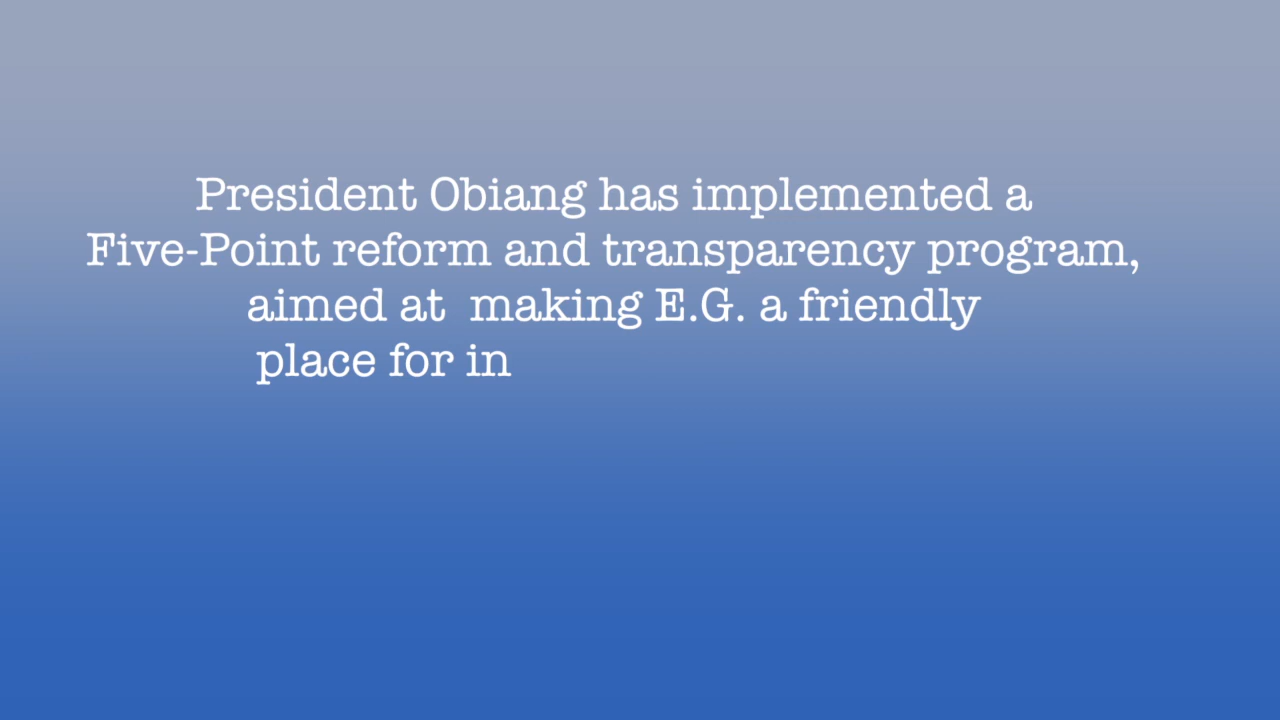 President Obiang has implemented a
Five-Point reform and transparency program,
aimed at  making E.G. a friendly
place for in